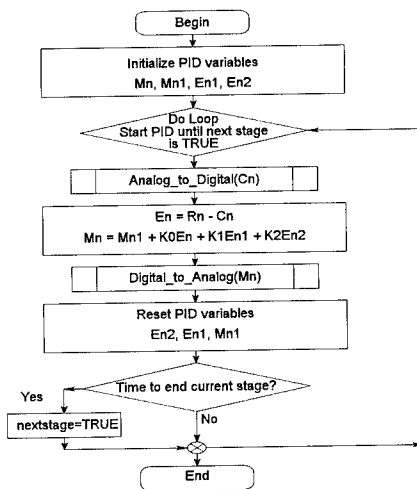 Begin
Initialize PID variables
Mn, Mn1, En1, En2
Do Loop
Start PID until next stage
is TRUE
Analog_to_Digital(Cn)
En = Rn - Cn
Mn = Mn1 + K0En + K1En1 + K2En2
Digital_to_Analog(Mn)
Reset PID variables
En2, En1, Mn1
Time to end current stage?
Yes
No
nextstage=TRUE
End